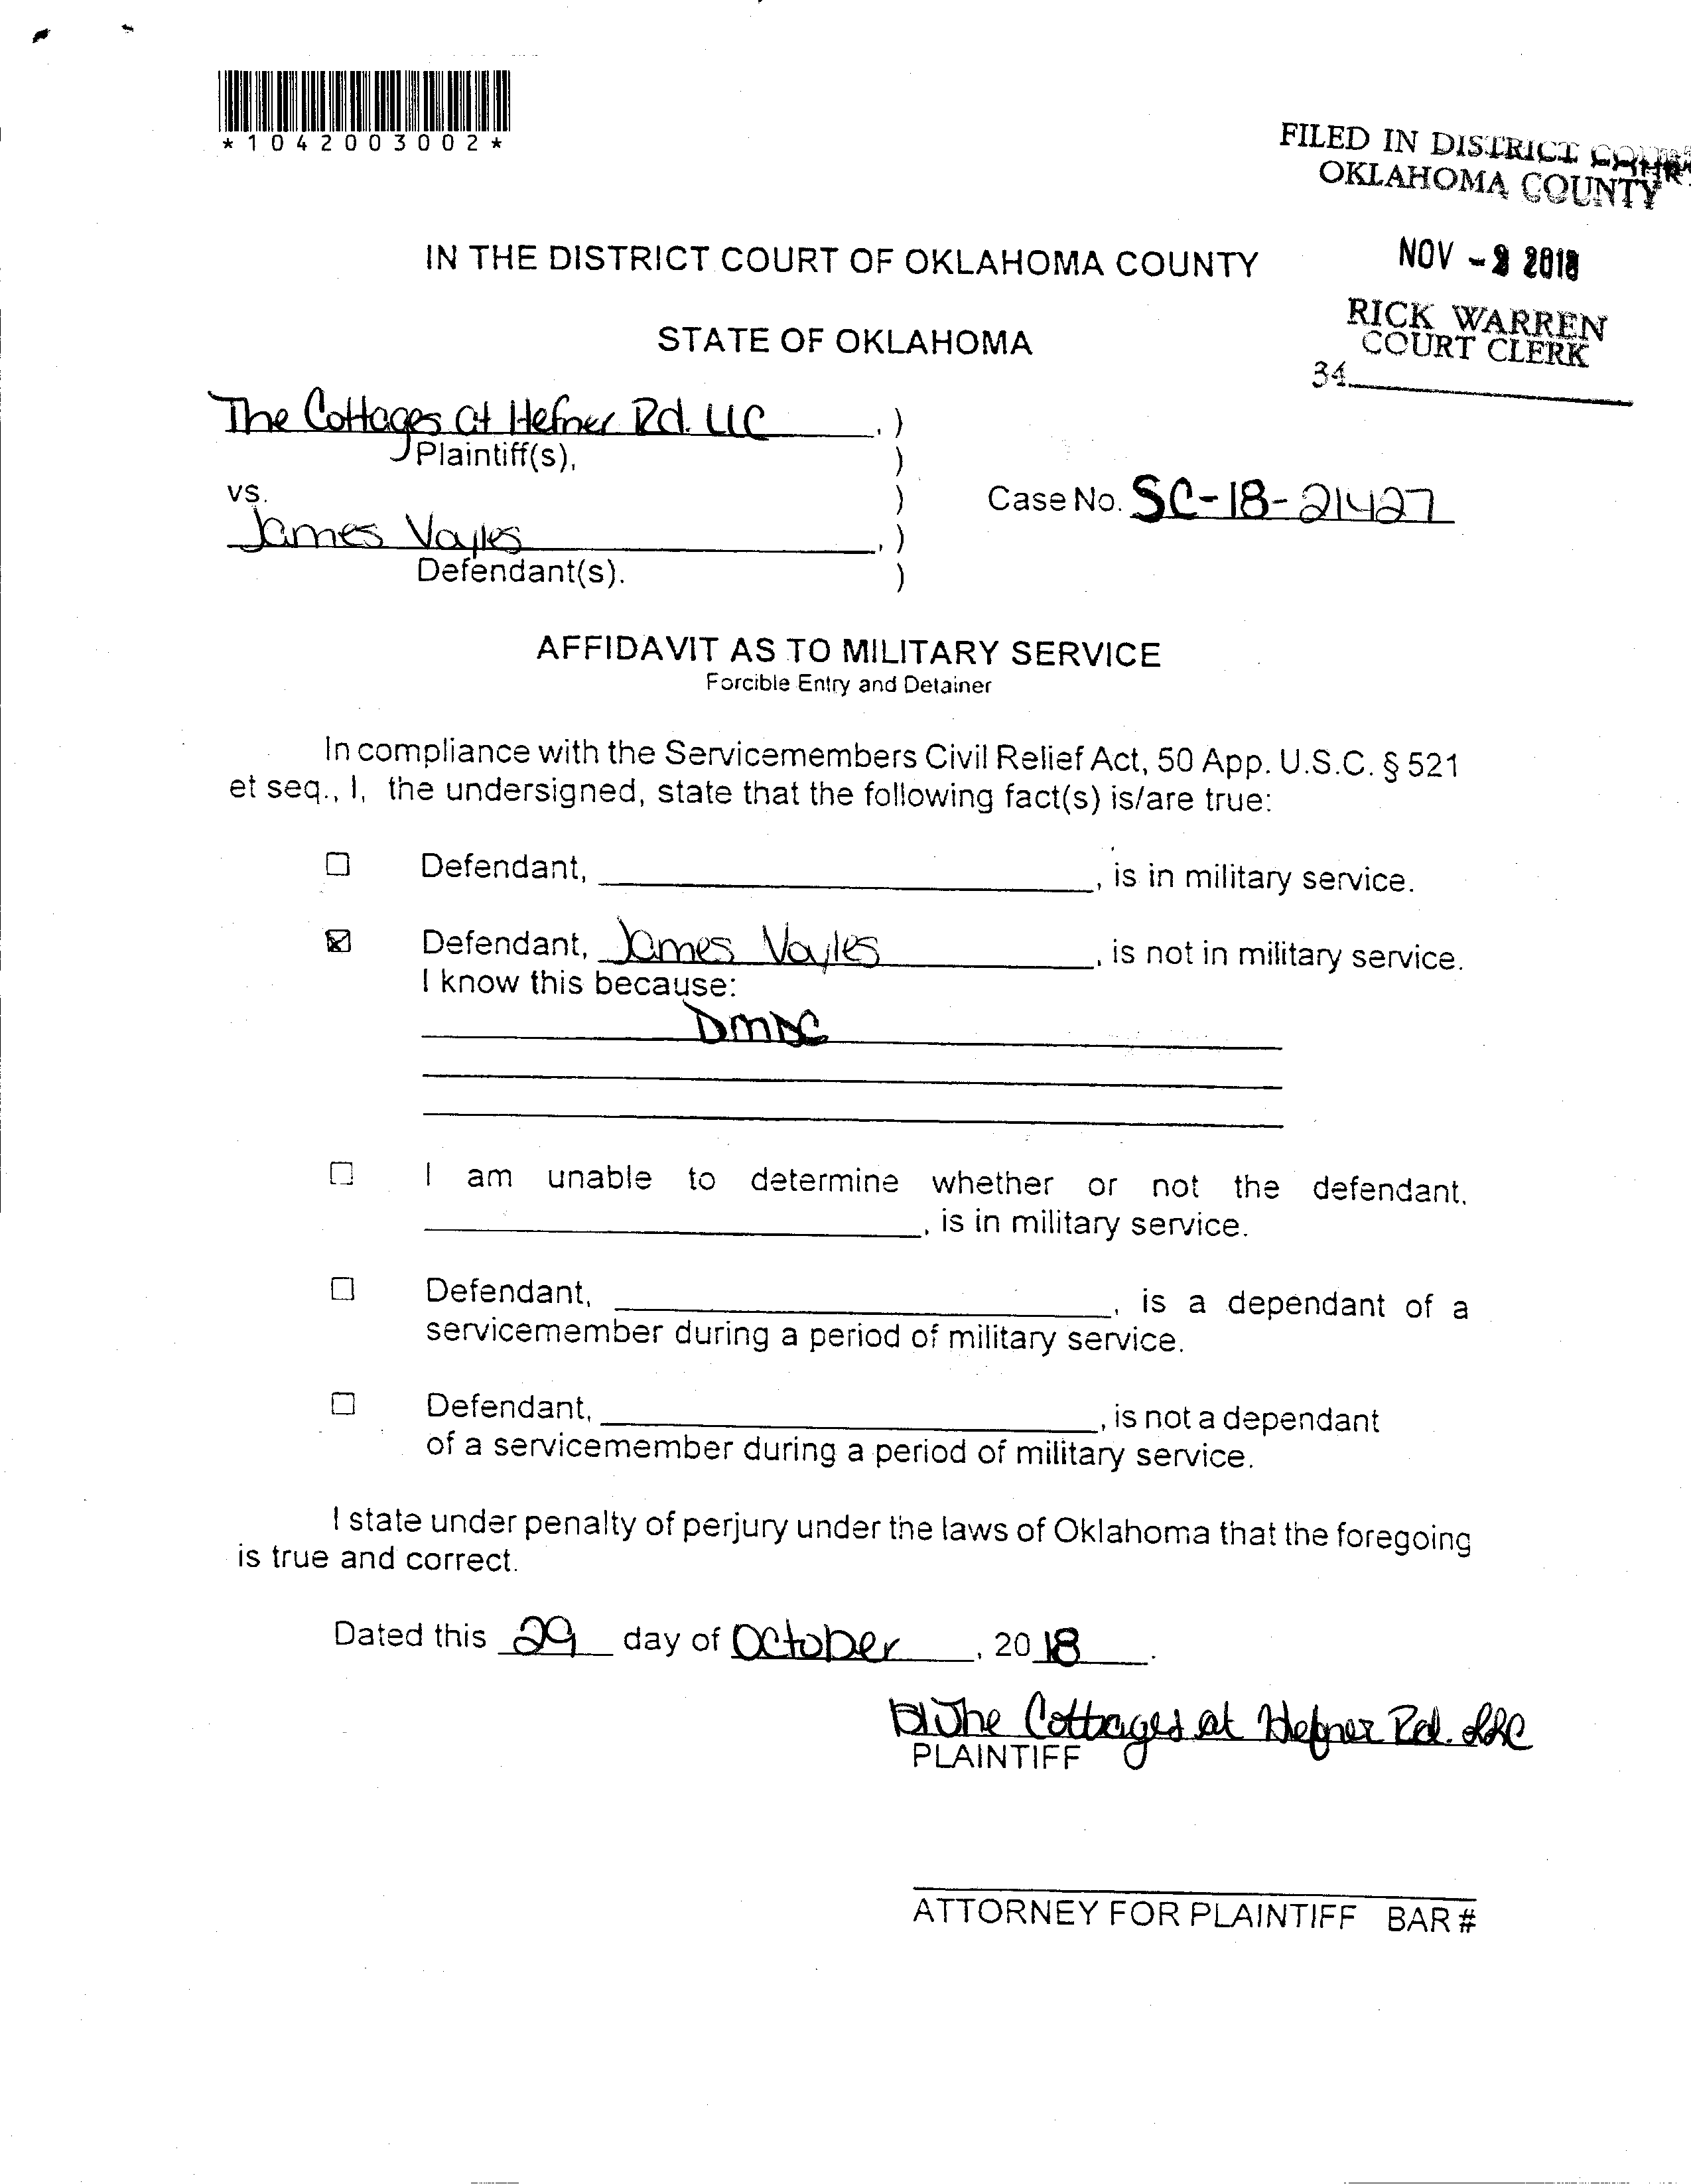 *1042003002*
FILED IN DISTRICT COURT
OKLAHOMA COUNTY
IN THE DISTRICT COURT OF OKLAHOMA COUNTY
NOV - 2018
STATE OF OKLAHOMA
RICK WARREN
COURT CLERK
34
The Cottages at Hefner Rd. LLC, )
Plaintiff(s), )
vs. )
Case No. SC-18-21427
James Vayles, )
Defendant(s). )
AFFIDAVIT AS TO MILITARY SERVICE
Forcible Entry and Detainer
In compliance with the Servicemembers Civil Relief Act, 50 App. U.S.C. § 521
et seq., I, the undersigned, state that the following fact(s) is/are true:
☐ Defendant, , is in military service.
☒ Defendant, James Vayles, is not in military service.
I know this because:
DMDC
☐ I am unable to determine whether or not the defendant,
, is in military service.
☐ Defendant, , is a dependant of a
servicemember during a period of military service.
☐ Defendant, , is not a dependant
of a servicemember during a period of military service.
I state under penalty of perjury under the laws of Oklahoma that the foregoing
is true and correct.
Dated this 29 day of October, 2018.
The Cottages at Hefner Rd. LLC
PLAINTIFF
ATTORNEY FOR PLAINTIFF BAR #